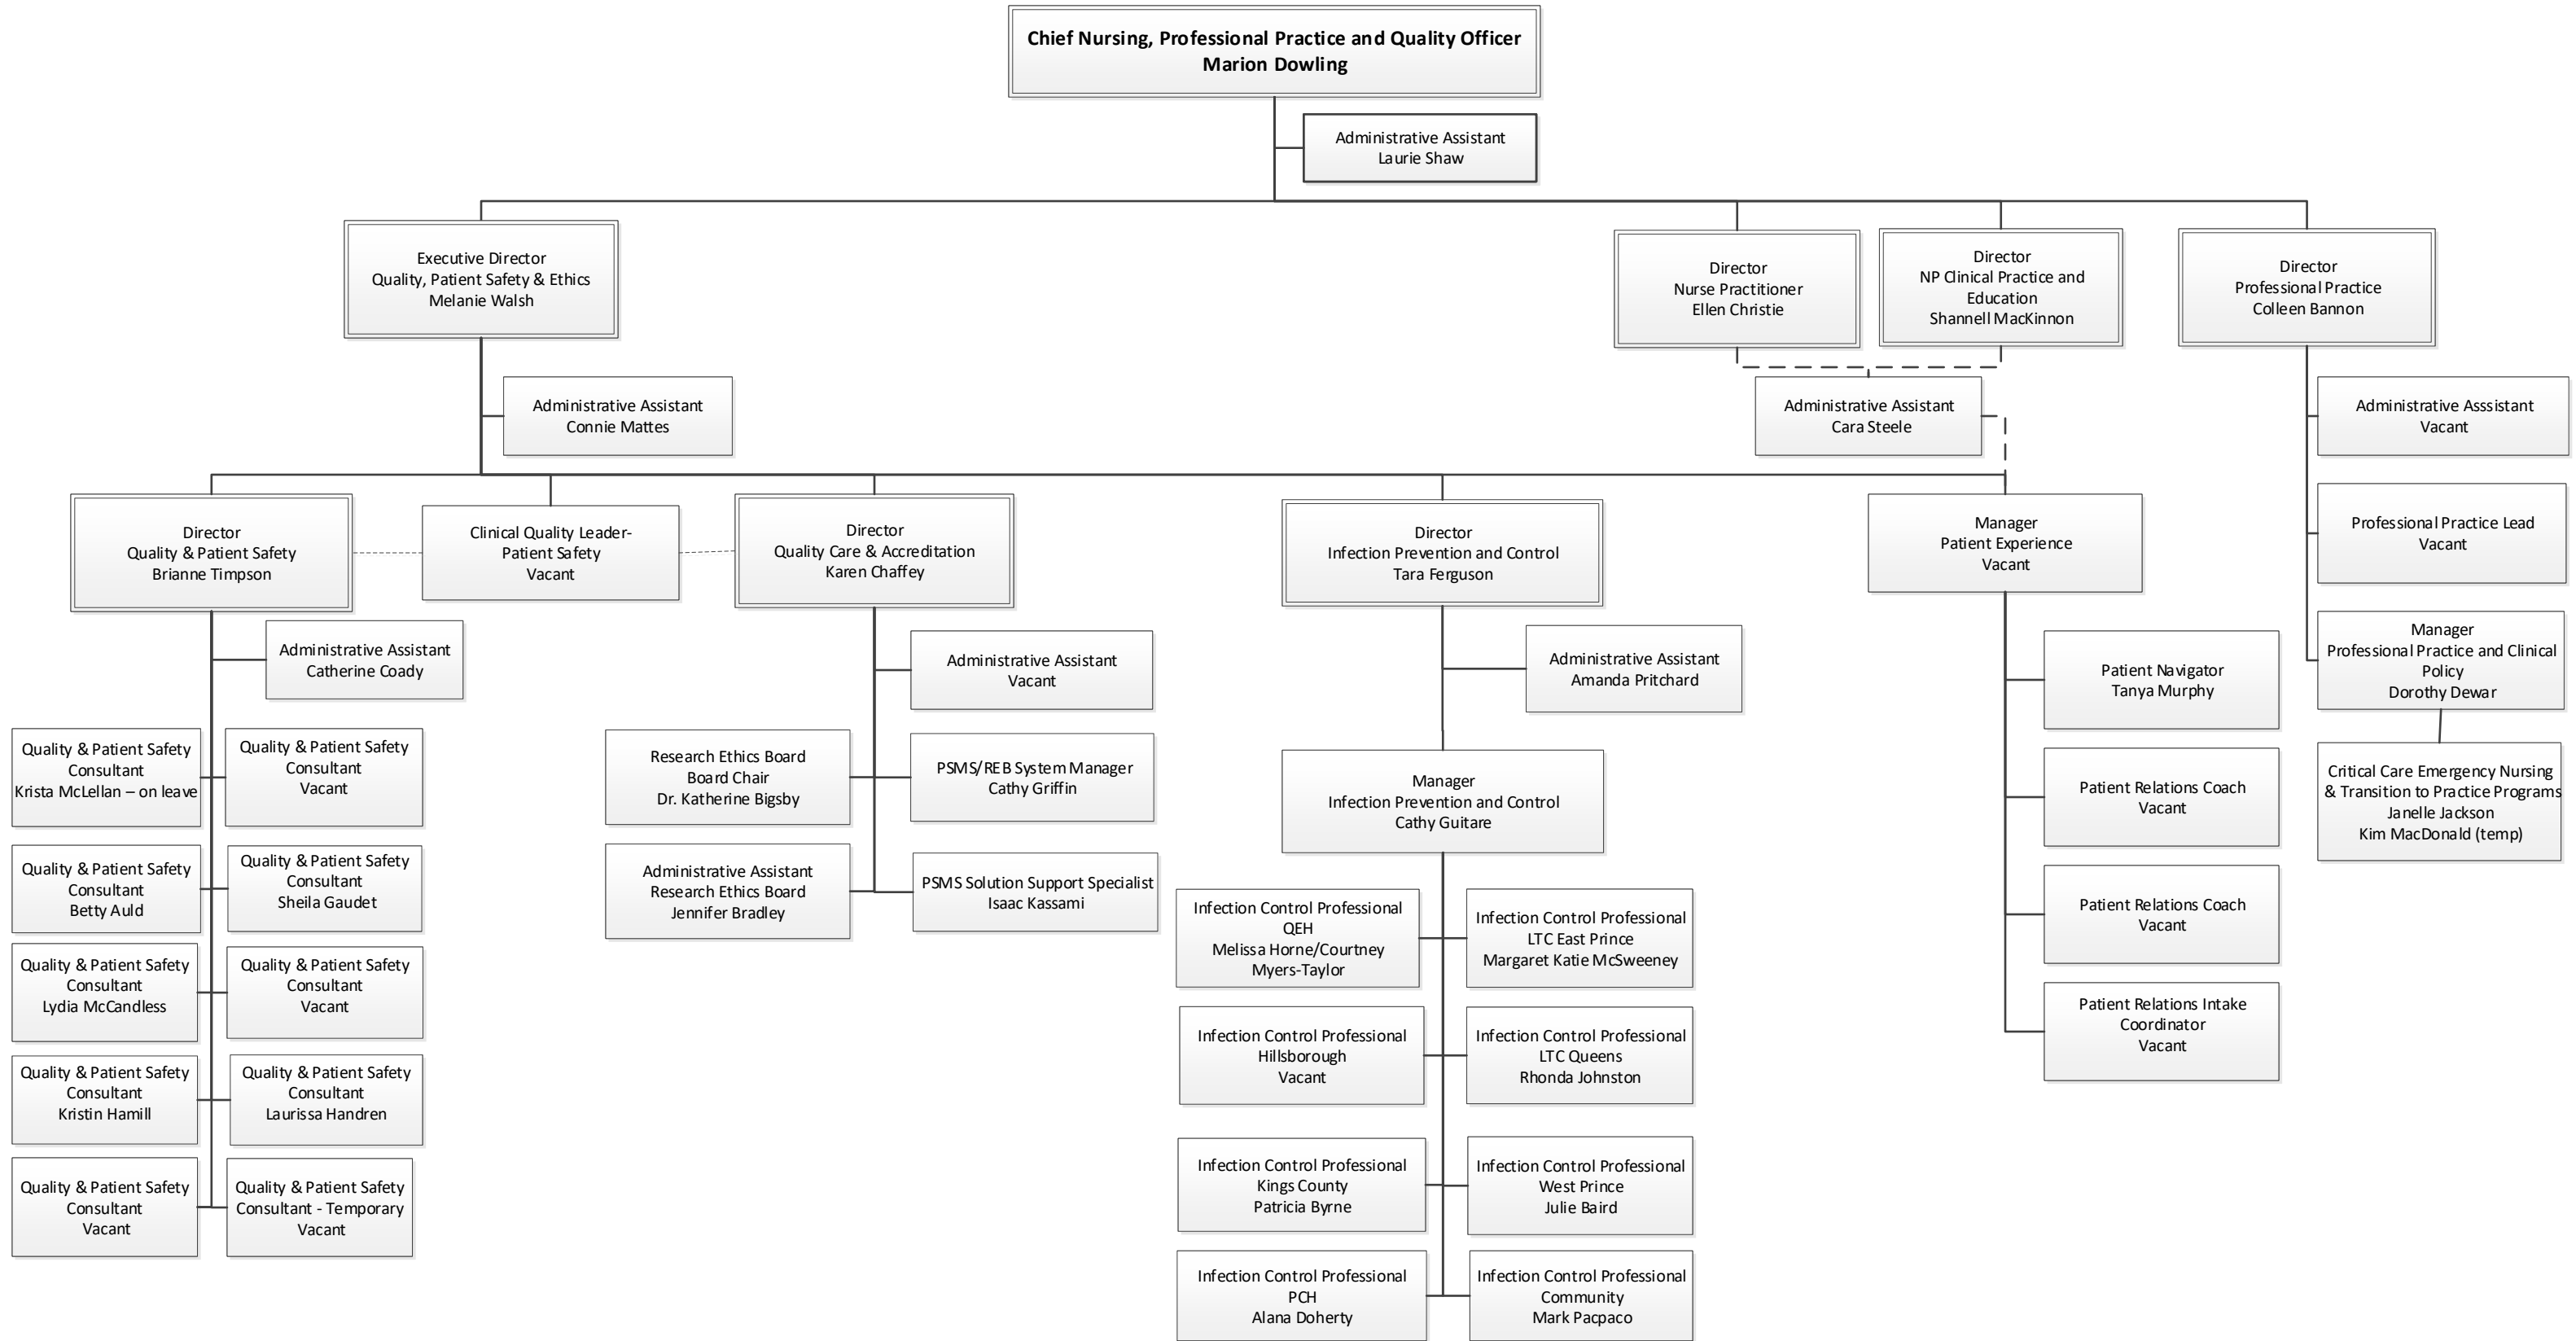 Chief Nursing, Professional Practice and Quality Officer
Marion Dowling
Administrative Assistant
Laurie Shaw
Executive Director
Quality, Patient Safety & Ethics
Melanie Walsh
Director
Nurse Practitioner
Ellen Christie
Director
NP Clinical Practice and
Education
Shannell MacKinnon
Director
Professional Practice
Colleen Bannon
Administrative Assistant
Connie Mattes
Administrative Assistant
Cara Steele
Administrative Asssistant
Vacant
Professional Practice Lead
Vacant
Manager
Professional Practice and Clinical
Policy
Dorothy Dewar
Critical Care Emergency Nursing
& Transition to Practice Programs
Janelle Jackson
Kim MacDonald (temp)
Director
Quality & Patient Safety
Brianne Timpson
Clinical Quality Leader-
Patient Safety
Vacant
Director
Quality Care & Accreditation
Karen Chaffey
Director
Infection Prevention and Control
Tara Ferguson
Manager
Patient Experience
Vacant
Administrative Assistant
Catherine Coady
Quality & Patient Safety
Consultant
Krista McLellan – on leave
Quality & Patient Safety
Consultant
Vacant
Quality & Patient Safety
Consultant
Betty Auld
Quality & Patient Safety
Consultant
Sheila Gaudet
Quality & Patient Safety
Consultant
Lydia McCandless
Quality & Patient Safety
Consultant
Vacant
Quality & Patient Safety
Consultant
Kristin Hamill
Quality & Patient Safety
Consultant
Laurissa Handren
Quality & Patient Safety
Consultant
Vacant
Quality & Patient Safety
Consultant - Temporary
Vacant
Administrative Assistant
Vacant
Research Ethics Board
Board Chair
Dr. Katherine Bigsby
PSMS/REB System Manager
Cathy Griffin
Administrative Assistant
Research Ethics Board
Jennifer Bradley
PSMS Solution Support Specialist
Isaac Kassami
Administrative Assistant
Amanda Pritchard
Manager
Infection Prevention and Control
Cathy Guitare
Infection Control Professional
QEH
Melissa Horne/Courtney
Myers-Taylor
Infection Control Professional
LTC East Prince
Margaret Katie McSweeney
Infection Control Professional
Hillsborough
Vacant
Infection Control Professional
LTC Queens
Rhonda Johnston
Infection Control Professional
Kings County
Patricia Byrne
Infection Control Professional
West Prince
Julie Baird
Infection Control Professional
PCH
Alana Doherty
Infection Control Professional
Community
Mark Pacpaco
Patient Navigator
Tanya Murphy
Patient Relations Coach
Vacant
Patient Relations Coach
Vacant
Patient Relations Intake
Coordinator
Vacant